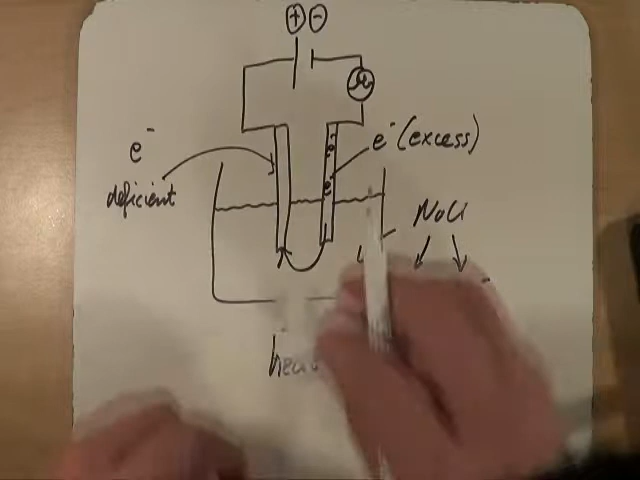 + -
e⁻
deficient
e⁻ (excess)
e⁻
e⁻
NaCl